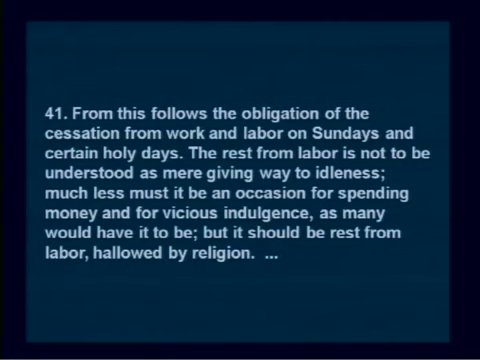 41. From this follows the obligation of the
cessation from work and labor on Sundays and
certain holy days. The rest from labor is not to be
understood as mere giving way to idleness;
much less must it be an occasion for spending
money and for vicious indulgence, as many
would have it to be; but it should be rest from
labor, hallowed by religion. ...